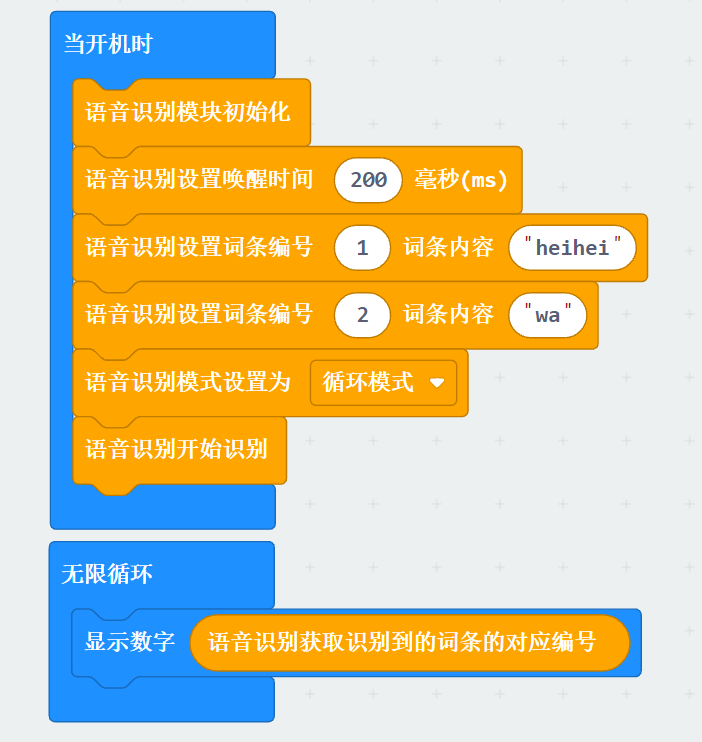 当开机时
语音识别模块初始化
语音识别设置唤醒时间 200 毫秒(ms)
语音识别设置词条编号 1 词条内容 "heihei"
语音识别设置词条编号 2 词条内容 "wa"
语音识别模式设置为 循环模式
语音识别开始识别
无限循环
显示数字 语音识别获取识别到的词条的对应编号